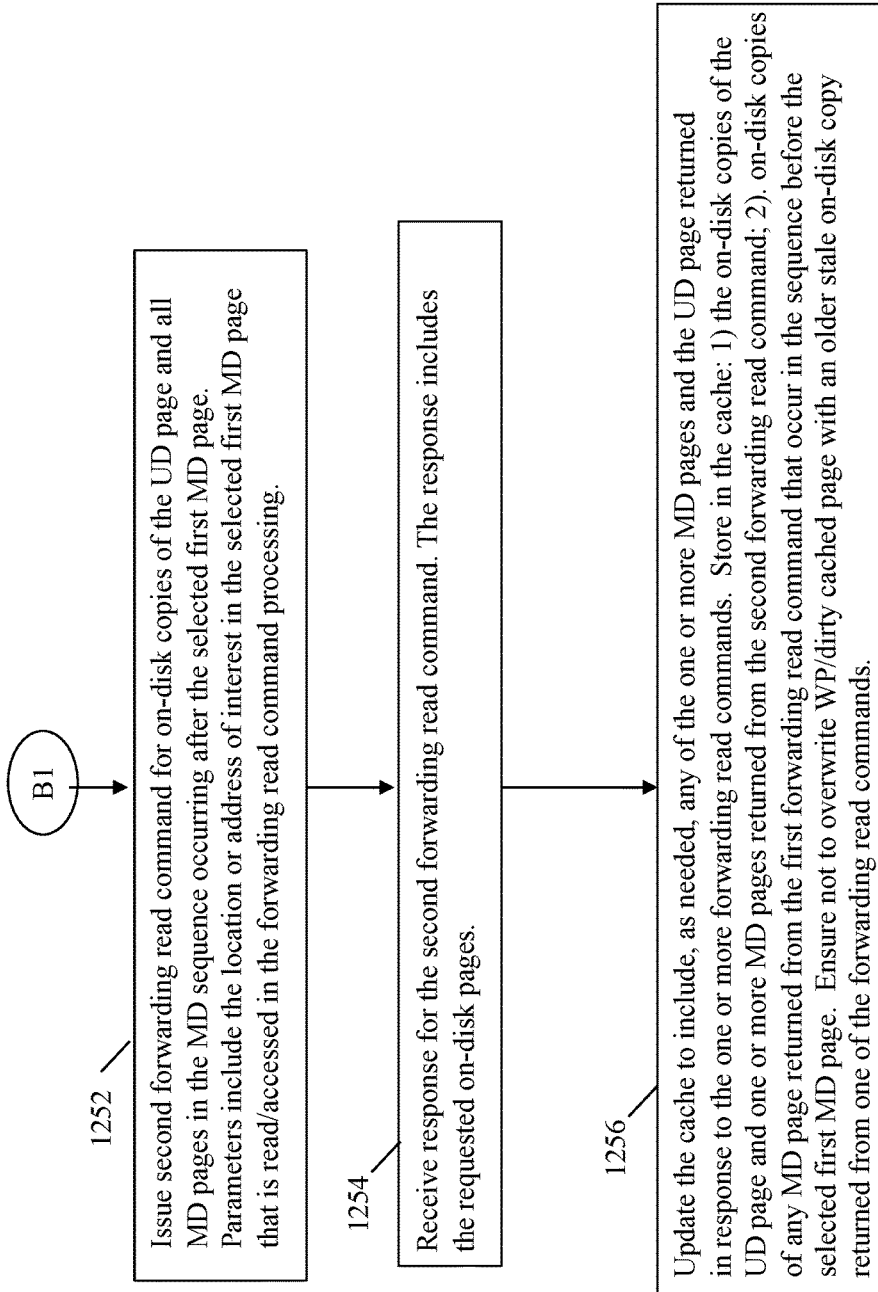 B1
1252
Issue second forwarding read command for on-disk copies of the UD page and all
MD pages in the MD sequence occurring after the selected first MD page.
Parameters include the location or address of interest in the selected first MD page
that is read/accessed in the forwarding read command processing.
1254
Receive response for the second forwarding read command. The response includes
the requested on-disk pages.
1256
Update the cache to include, as needed, any of the one or more MD pages and the UD page returned
in response to the one or more forwarding read commands. Store in the cache: 1) the on-disk copies of the
UD page and one or more MD pages returned from the second forwarding read command; 2). on-disk copies
of any MD page returned from the first forwarding read command that occur in the sequence before the
selected first MD page. Ensure not to overwrite WP/dirty cached page with an older stale on-disk copy
returned from one of the forwarding read commands.